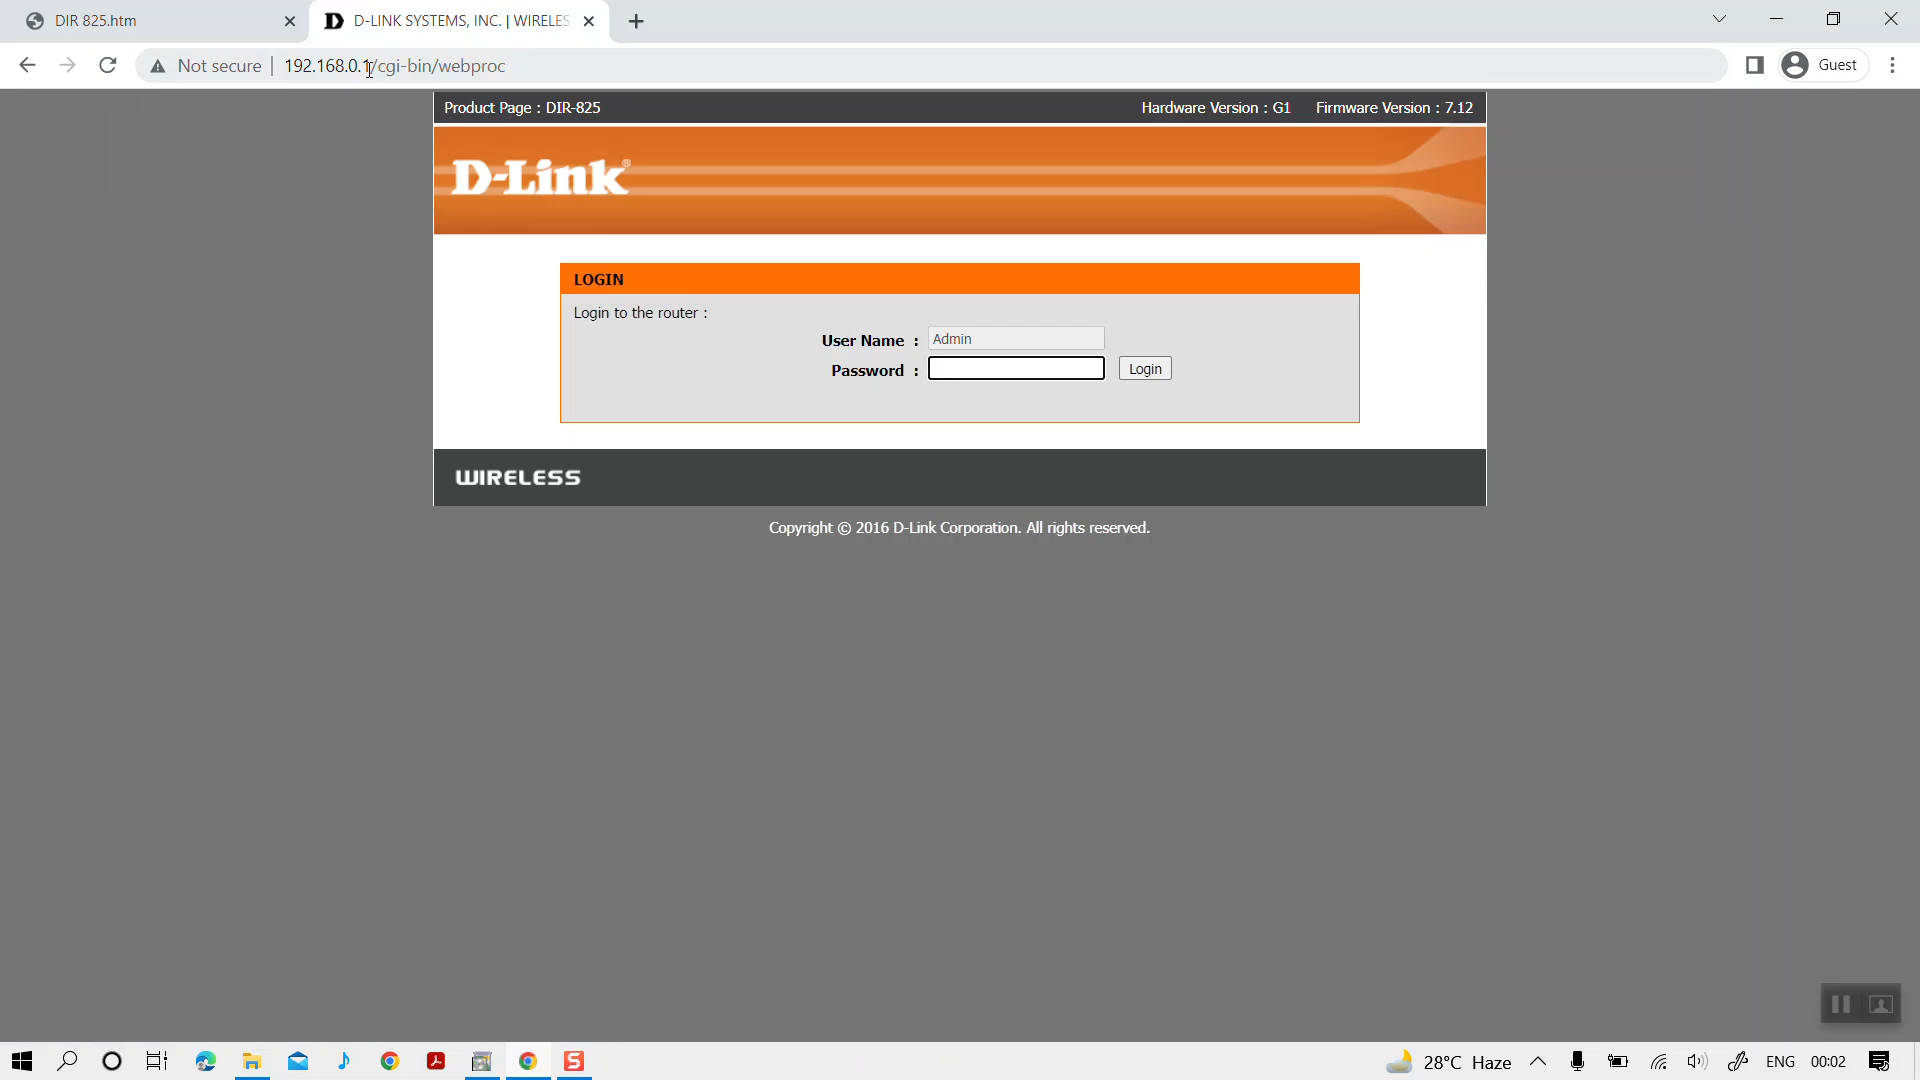 DIR 825.htm
D-LINK SYSTEMS, INC. | WIRELES
Not secure
192.168.0.1/cgi-bin/webproc
Guest
Product Page : DIR-825
Hardware Version : G1
Firmware Version : 7.12
D-Link®
LOGIN
Login to the router :
User Name :
Admin
Password :
Login
WIRELESS
Copyright © 2016 D-Link Corporation. All rights reserved.
28°C Haze
ENG
00:02